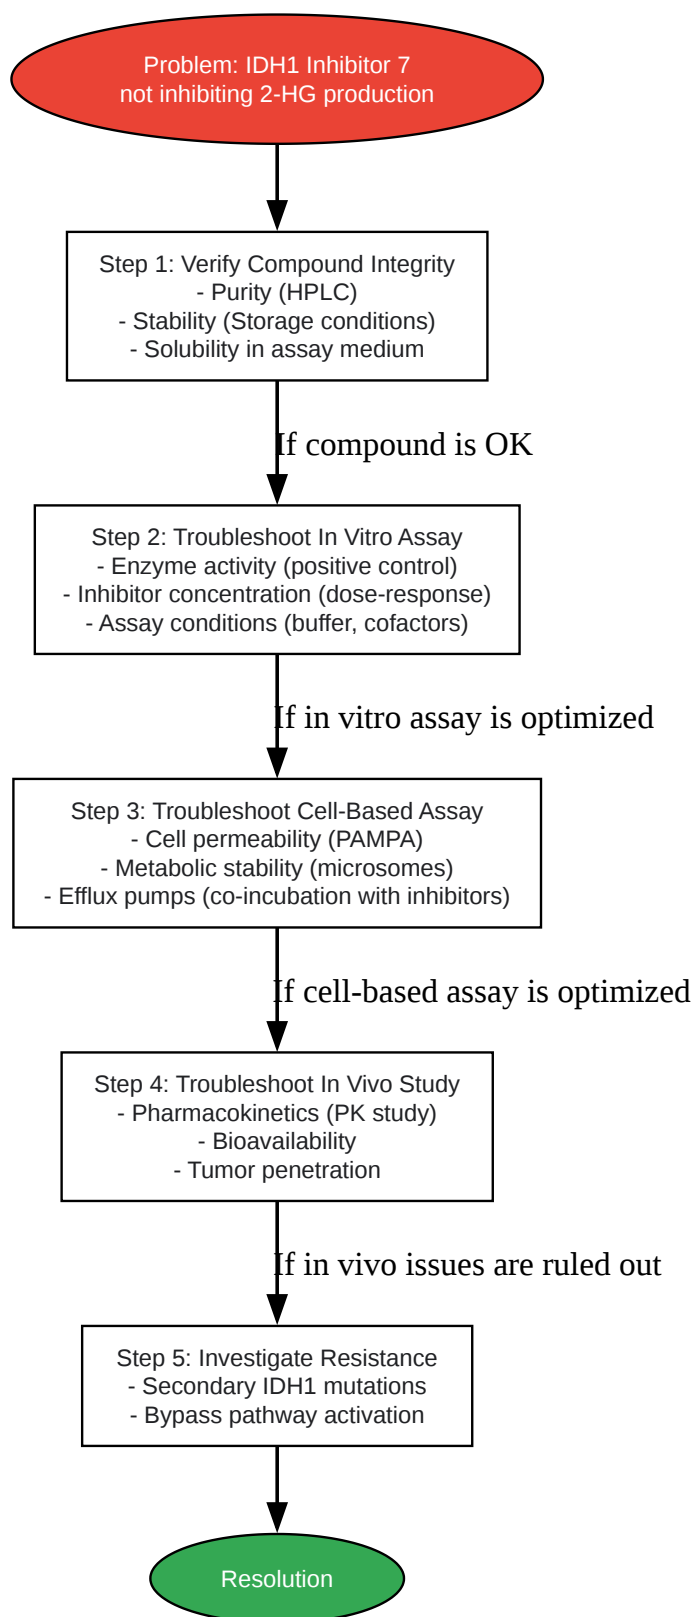 Problem: IDH1 Inhibitor 7
not inhibiting 2-HG production
Step 1: Verify Compound Integrity
- Purity (HPLC)
- Stability (Storage conditions)
- Solubility in assay medium
If compound is OK
Step 2: Troubleshoot In Vitro Assay
- Enzyme activity (positive control)
- Inhibitor concentration (dose-response)
- Assay conditions (buffer, cofactors)
If in vitro assay is optimized
Step 3: Troubleshoot Cell-Based Assay
- Cell permeability (PAMPA)
- Metabolic stability (microsomes)
- Efflux pumps (co-incubation with inhibitors)
If cell-based assay is optimized
Step 4: Troubleshoot In Vivo Study
- Pharmacokinetics (PK study)
- Bioavailability
- Tumor penetration
If in vivo issues are ruled out
Step 5: Investigate Resistance
- Secondary IDH1 mutations
- Bypass pathway activation
Resolution